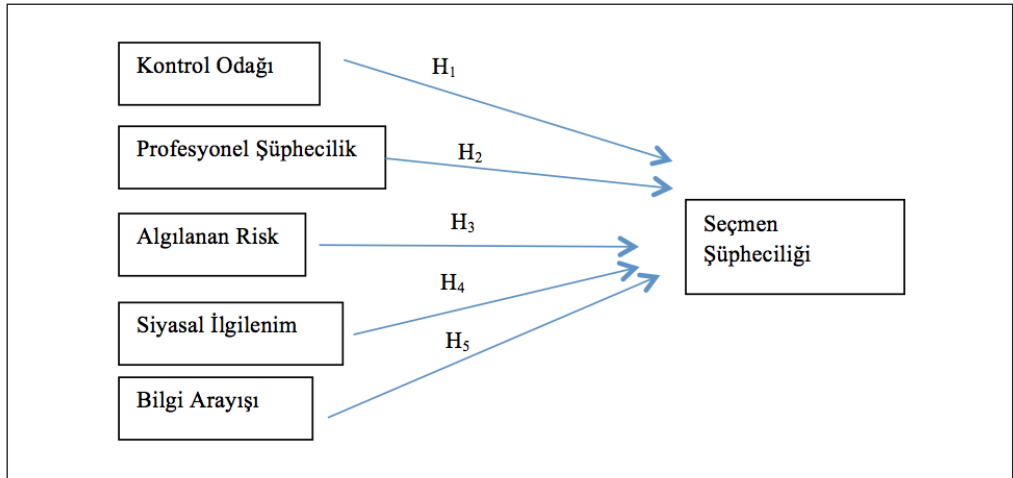 Kontrol Odağı
H₁
Profesyonel Şüphecilik
H₂
Algılanan Risk
H₃
Seçmen
Şüpheciliği
Siyasal İlgilenim
H₄
Bilgi Arayışı
H₅